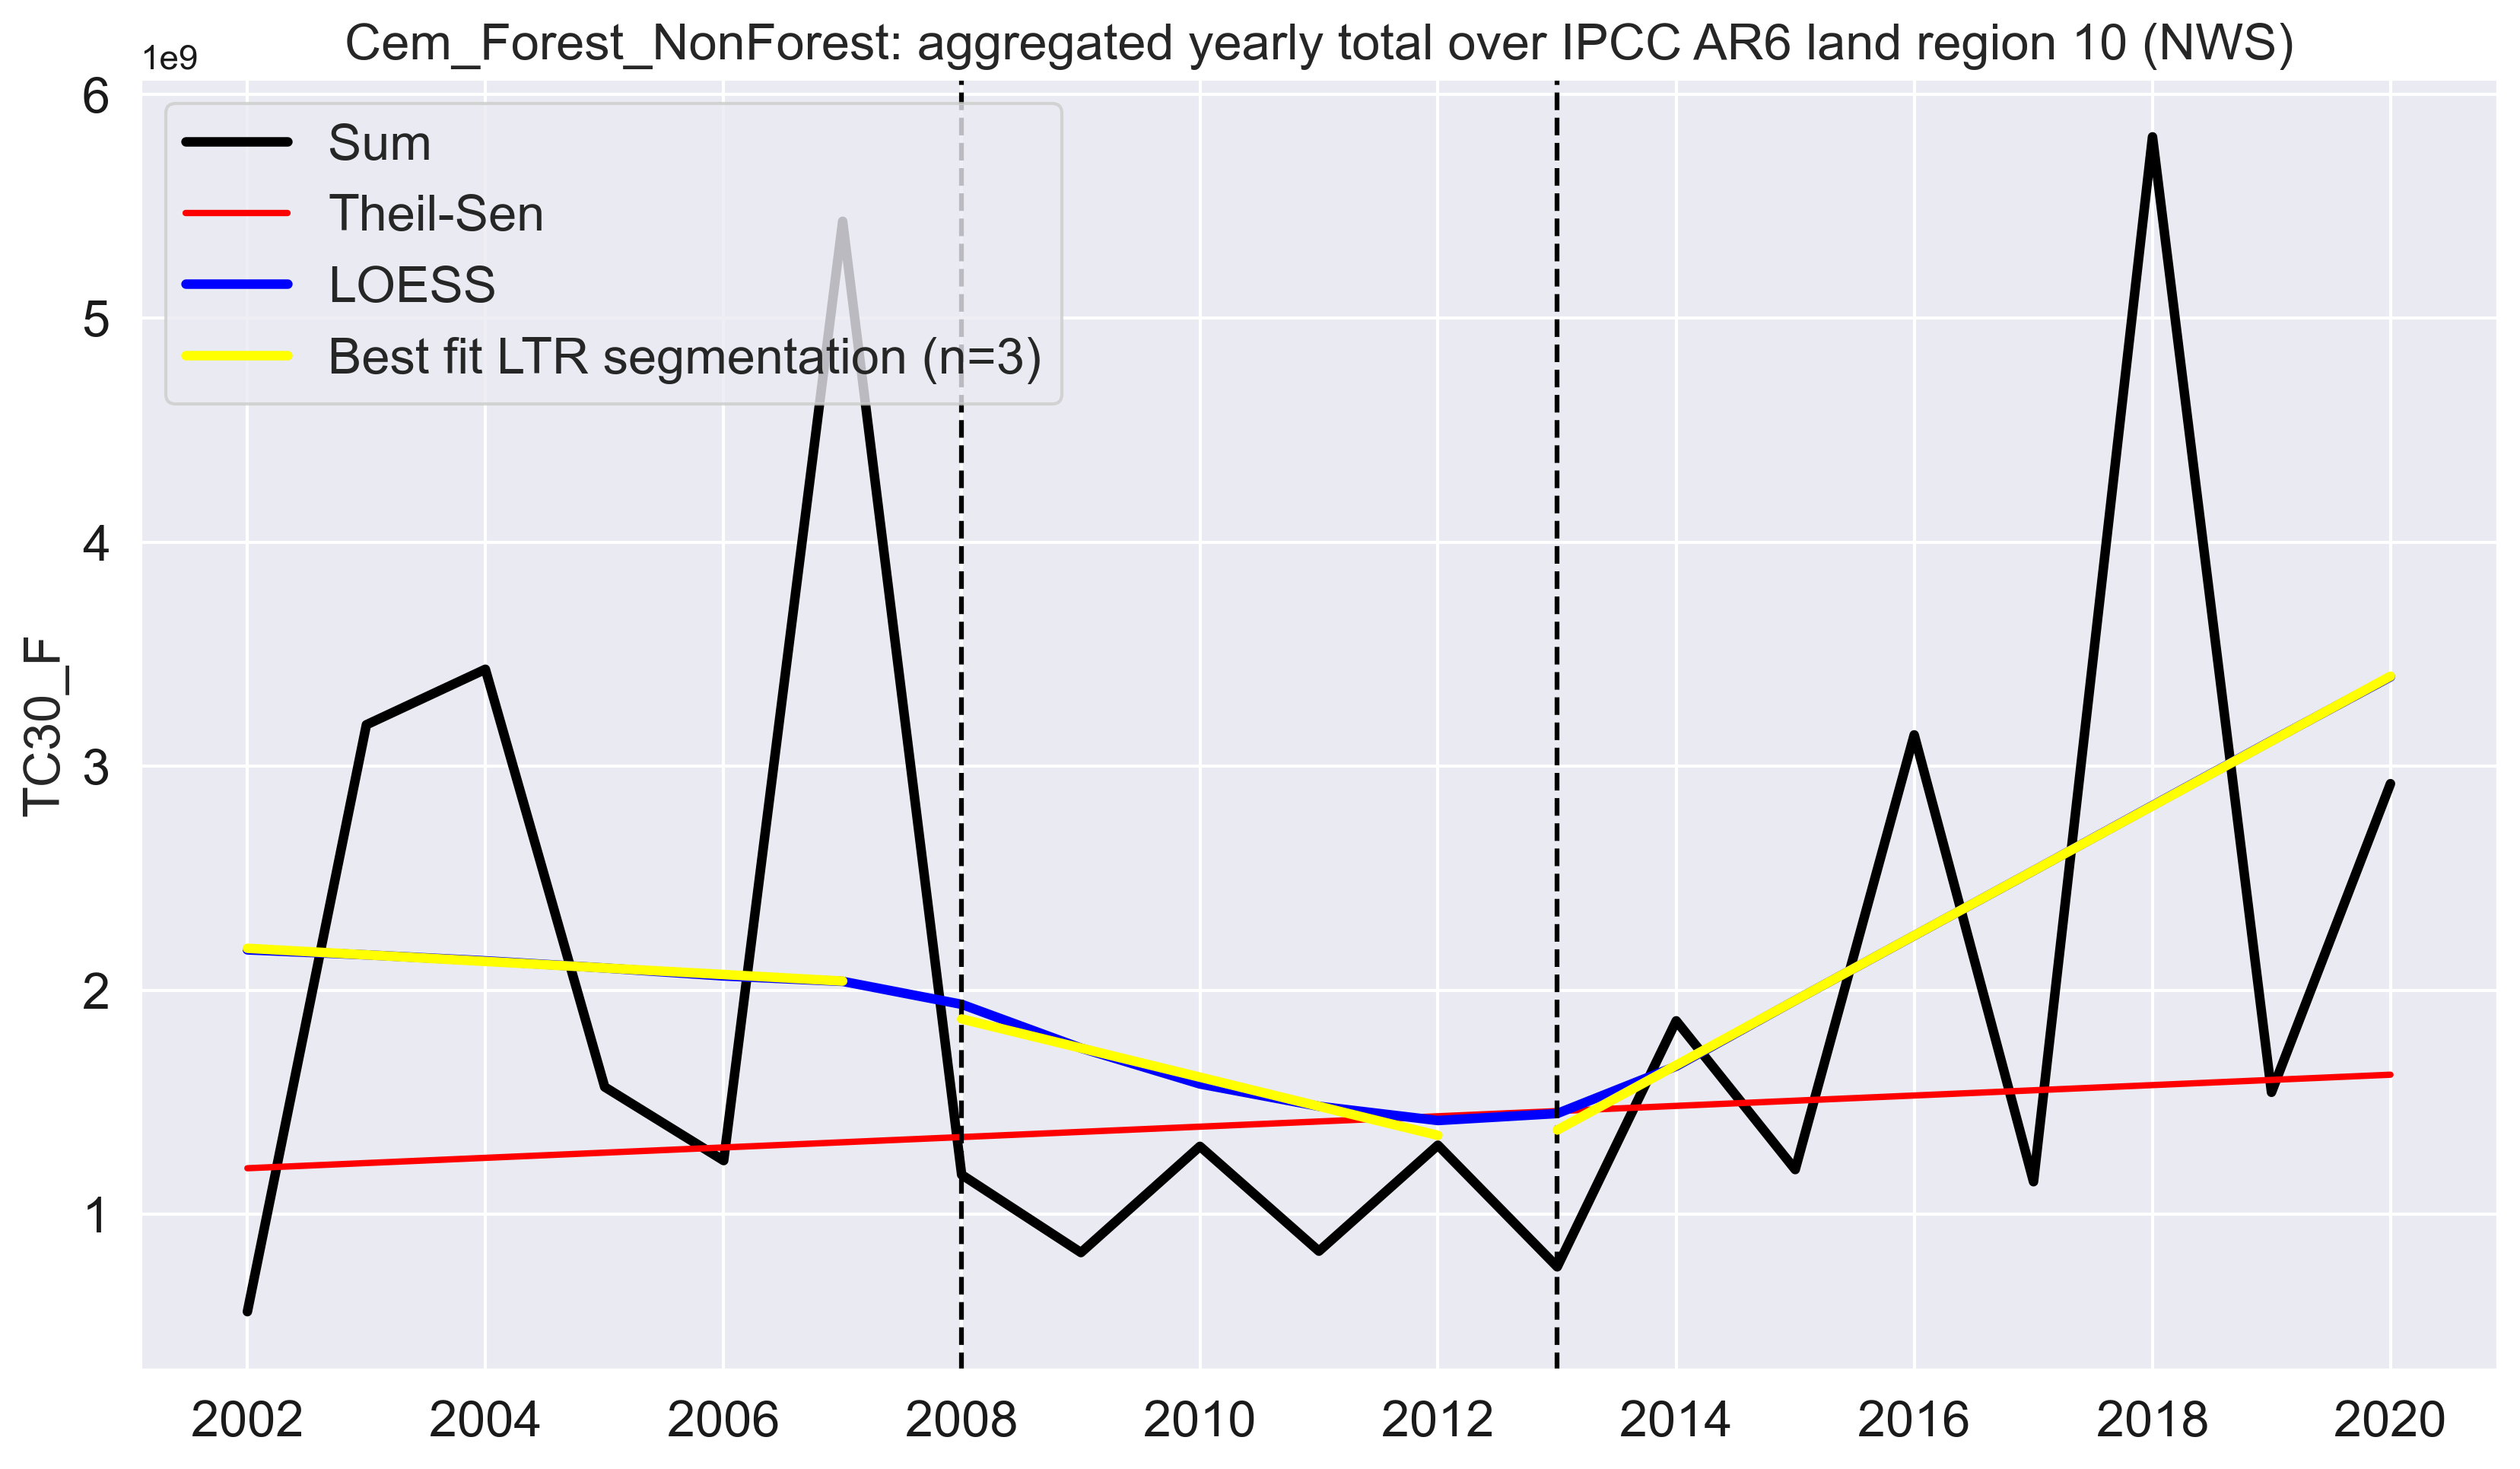 Cem_Forest_NonForest: aggregated yearly total over IPCC AR6 land region 10 (NWS)
1e9
6
5
4
3
2
1
TC30_F
Sum
Theil-Sen
LOESS
Best fit LTR segmentation (n=3)
2002 2004 2006 2008 2010 2012 2014 2016 2018 2020